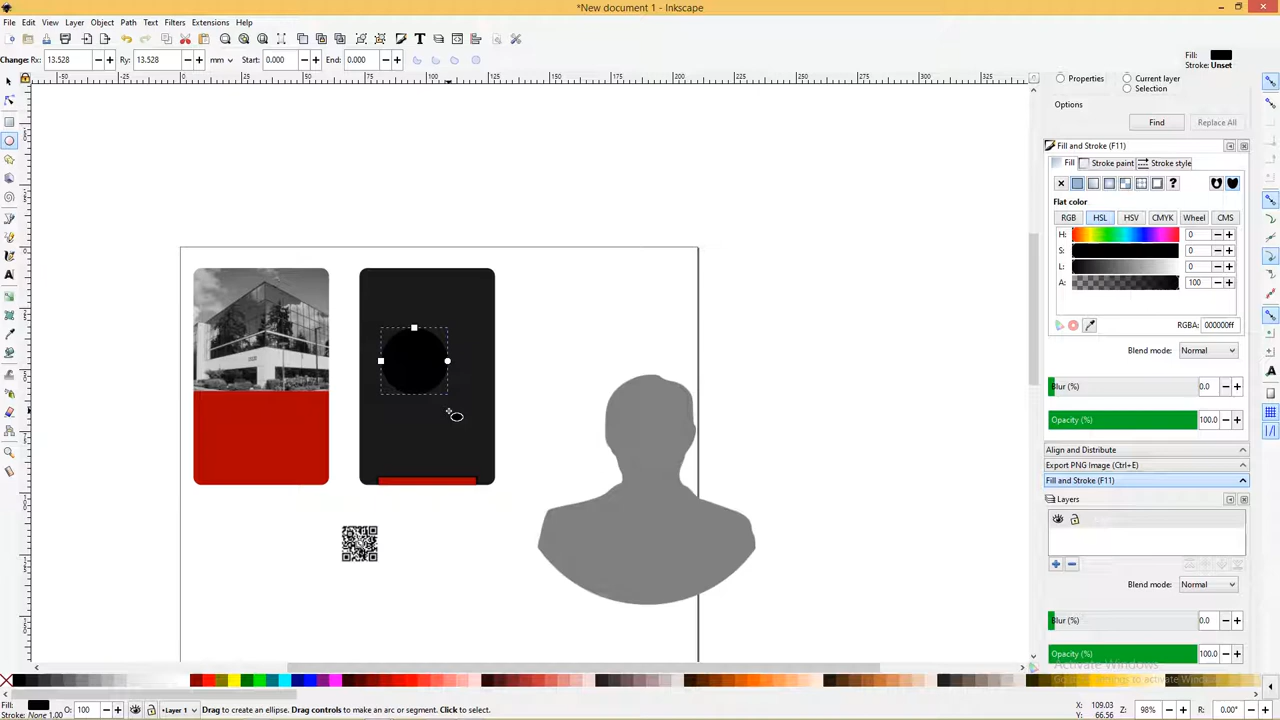 *New document 1 - Inkscape
File Edit View Layer Object Path Text Filters Extensions Help
Change: Rx: 13.528 Ry: 13.528 mm Start: 0.000 End: 0.000
Fill:
Stroke: Unset
Properties
Current layer
Selection
Options
Find Replace All
Fill and Stroke (F11)
Fill Stroke paint Stroke style
Flat color
RGB HSL HSV CMYK Wheel CMS
H: 0
S: 0
L: 0
A: 100
RGBA: 000000ff
Blend mode: Normal
Blur (%) 0.0
Opacity (%) 100.0
Align and Distribute
Export PNG Image (Ctrl+E)
Fill and Stroke (F11)
Layers
Blend mode: Normal
Blur (%) 0.0
Opacity (%) 100.0
Activate Windows
Fill:
Stroke: None 1.00
O: 100
Layer 1
Drag to create an ellipse. Drag controls to make an arc or segment. Click to select.
X: 109.03
Y: 66.56
Z: 98%
R: 0.00°